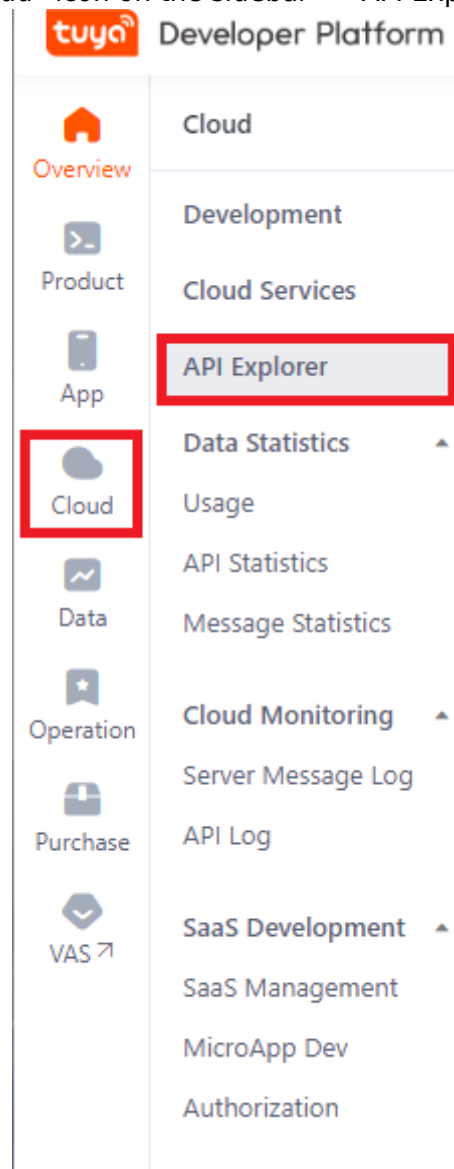 tuya Developer Platform
Overview
Product
App
Cloud
Data
Operation
Purchase
VAS
Cloud
Development
Cloud Services
API Explorer
Data Statistics
Usage
API Statistics
Message Statistics
Cloud Monitoring
Server Message Log
API Log
SaaS Development
SaaS Management
MicroApp Dev
Authorization